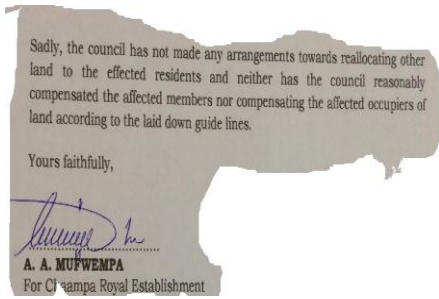 Sadly, the council has not made any arrangements towards reallocating other
land to the effected residents and neither has the council reasonably
compensated the affected members nor compensating the affected occupiers of
land according to the laid down guide lines.
Yours faithfully,
A. A. MUFWEMPA
For Royal Establishment